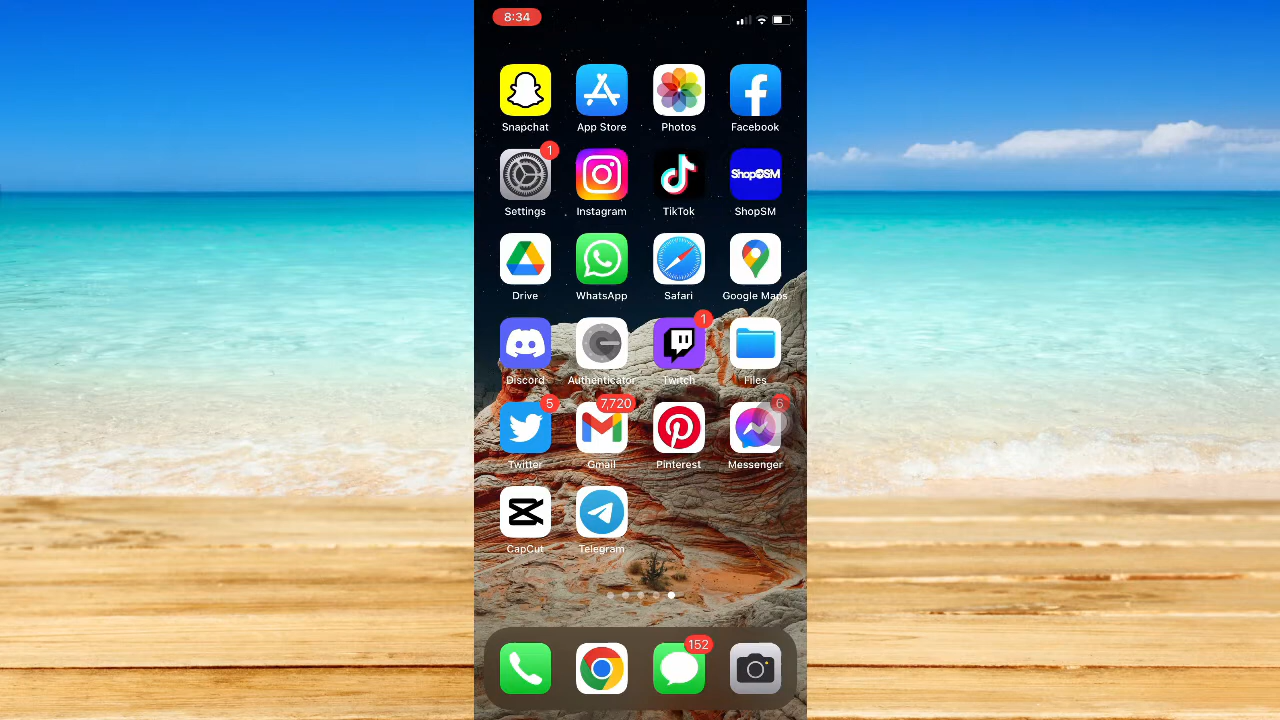 8:34
Snapchat
App Store
Photos
Facebook
1
ShopSM
Settings
Instagram
TikTok
ShopSM
Drive
WhatsApp
Safari
Google Maps
1
Discord
Authenticator
Twitch
Files
5
7,720
6
Twitter
Gmail
Pinterest
Messenger
CapCut
Telegram
152